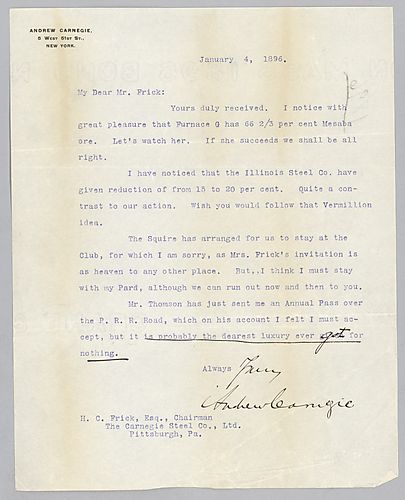 ANDREW CARNEGIE,
5 WEST 51ST ST.,
NEW YORK.
January 4, 1896.
My Dear Mr. Frick:
Yours duly received. I notice with
great pleasure that Furnace G has 66 2/3 per cent Mesaba
ore. Let's watch her. If she succeeds we shall be all
right.
I have noticed that the Illinois Steel Co. have
given reduction of from 15 to 20 per cent. Quite a con-
trast to our action. Wish you would follow that Vermillion
idea.
The Squire has arranged for us to stay at the
Club, for which I am sorry, as Mrs. Frick's invitation is
as heaven to any other place. But,.I think I must stay
with my Pard, although we can run out now and then to you.
Mr. Thomson has just sent me an Annual Pass over
the P. R. R. Road, which on his account I felt I must ac-
cept, but it is probably the dearest luxury ever got for
nothing.
Always
Andrew Carnegie
H. C. Frick, Esq., Chairman
The Carnegie Steel Co., Ltd.
Pittsburgh, Pa.